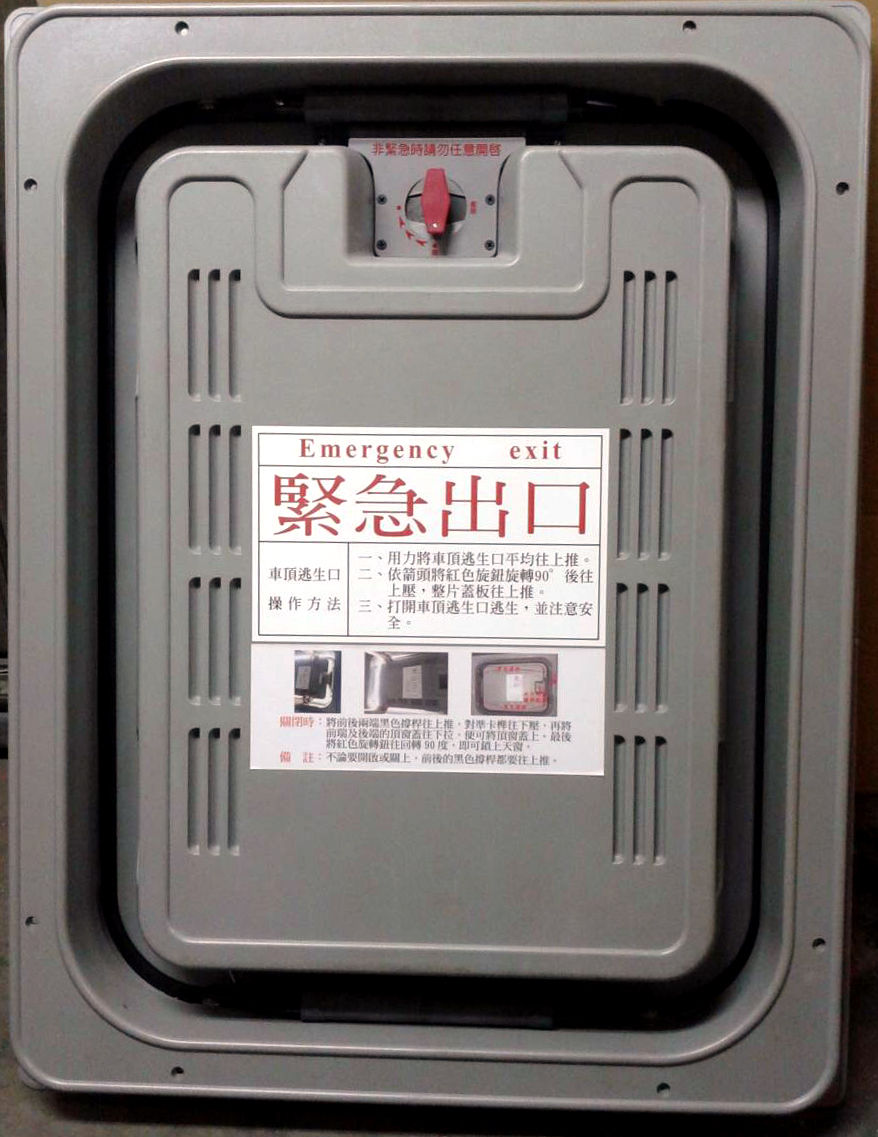 非緊急時請勿任意開啓
Emergency exit
緊急出口
車頂逃生口
操作方法
一、用力將車頂逃生口平均往上推。
二、依箭頭將紅色旋鈕旋轉90°後往
上壓，整片蓋板往上推。
三、打開車頂逃生口逃生，並注意安
全。
關閉時：將前後兩端黑色撐桿往上推，對準卡榫往下壓、再將
前端及後端的頂窗蓋往下拉，便可將頂窗蓋上、最後
將紅色旋轉鈕往回轉 90 度，即可鎖上天窗。
備 註：不論要開啟或關上，前後的黑色撐桿都要往上推。